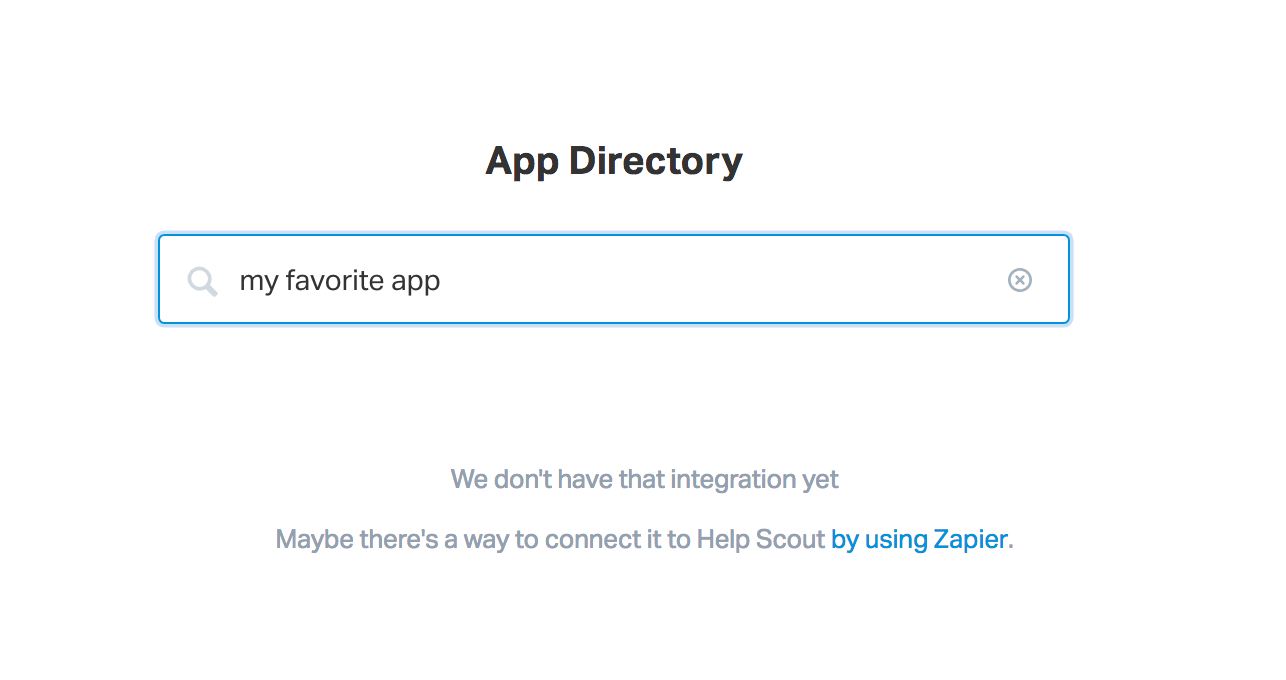 App Directory
my favorite app
We don't have that integration yet
Maybe there's a way to connect it to Help Scout by using Zapier.